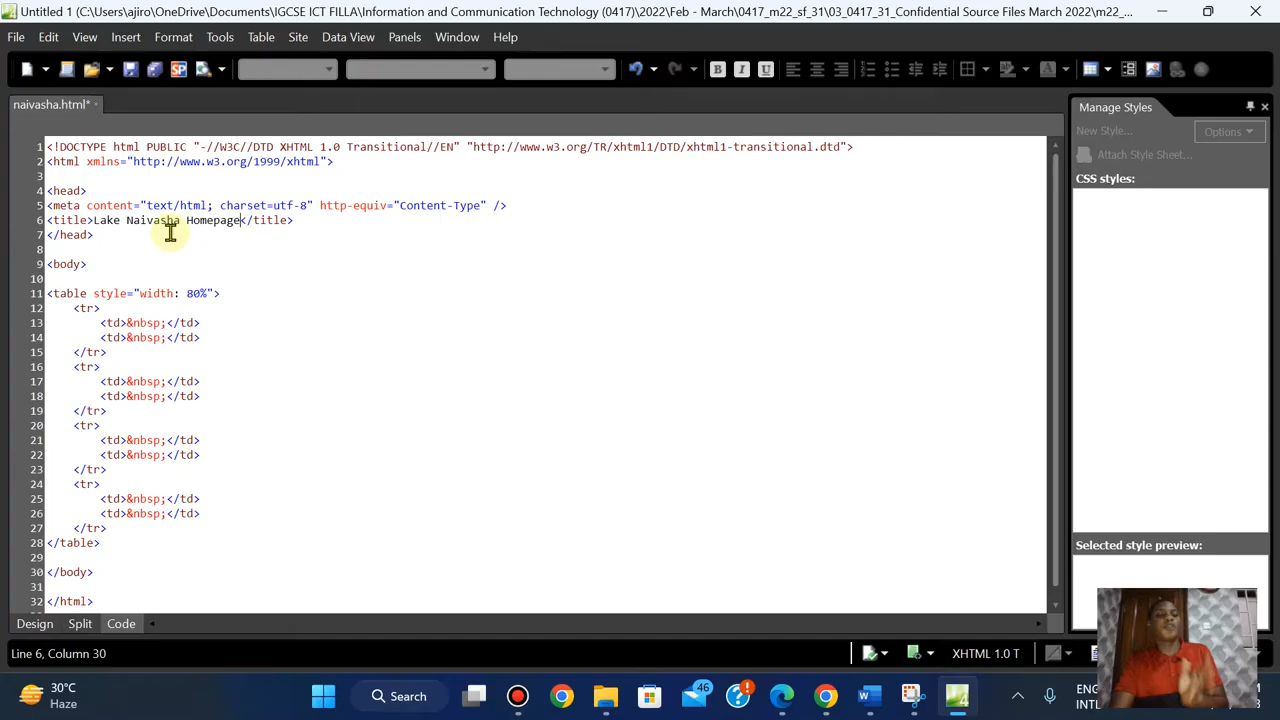 Untitled 1 (C:\Users\ajiro\OneDrive\Documents\IGCSE ICT FILLA\Information and Communication Technology (0417)\2022\Feb - March\0417_m22_sf_31\03_0417_31_Confidential Source Files March 2022\m22_...
File Edit View Insert Format Tools Table Site Data View Panels Window Help
naivasha.html*
Manage Styles
New Style...
Options
Attach Style Sheet...
CSS styles:
1 <!DOCTYPE html PUBLIC "-//W3C//DTD XHTML 1.0 Transitional//EN" "http://www.w3.org/TR/xhtml1/DTD/xhtml1-transitional.dtd">
2 <html xmlns="http://www.w3.org/1999/xhtml">
3
4 <head>
5 <meta content="text/html; charset=utf-8" http-equiv="Content-Type" />
6 <title>Lake Naivasha Homepage</title>
7 </head>
8
9 <body>
10
11 <table style="width: 80%">
12 <tr>
13 <td>&nbsp;</td>
14 <td>&nbsp;</td>
15 </tr>
16 <tr>
17 <td>&nbsp;</td>
18 <td>&nbsp;</td>
19 </tr>
20 <tr>
21 <td>&nbsp;</td>
22 <td>&nbsp;</td>
23 </tr>
24 <tr>
25 <td>&nbsp;</td>
26 <td>&nbsp;</td>
27 </tr>
28 </table>
29
30 </body>
31
32 </html>
Selected style preview:
Design Split Code
Line 6, Column 30
XHTML 1.0 T
30°C
Haze
Search
46
ENG
INTL